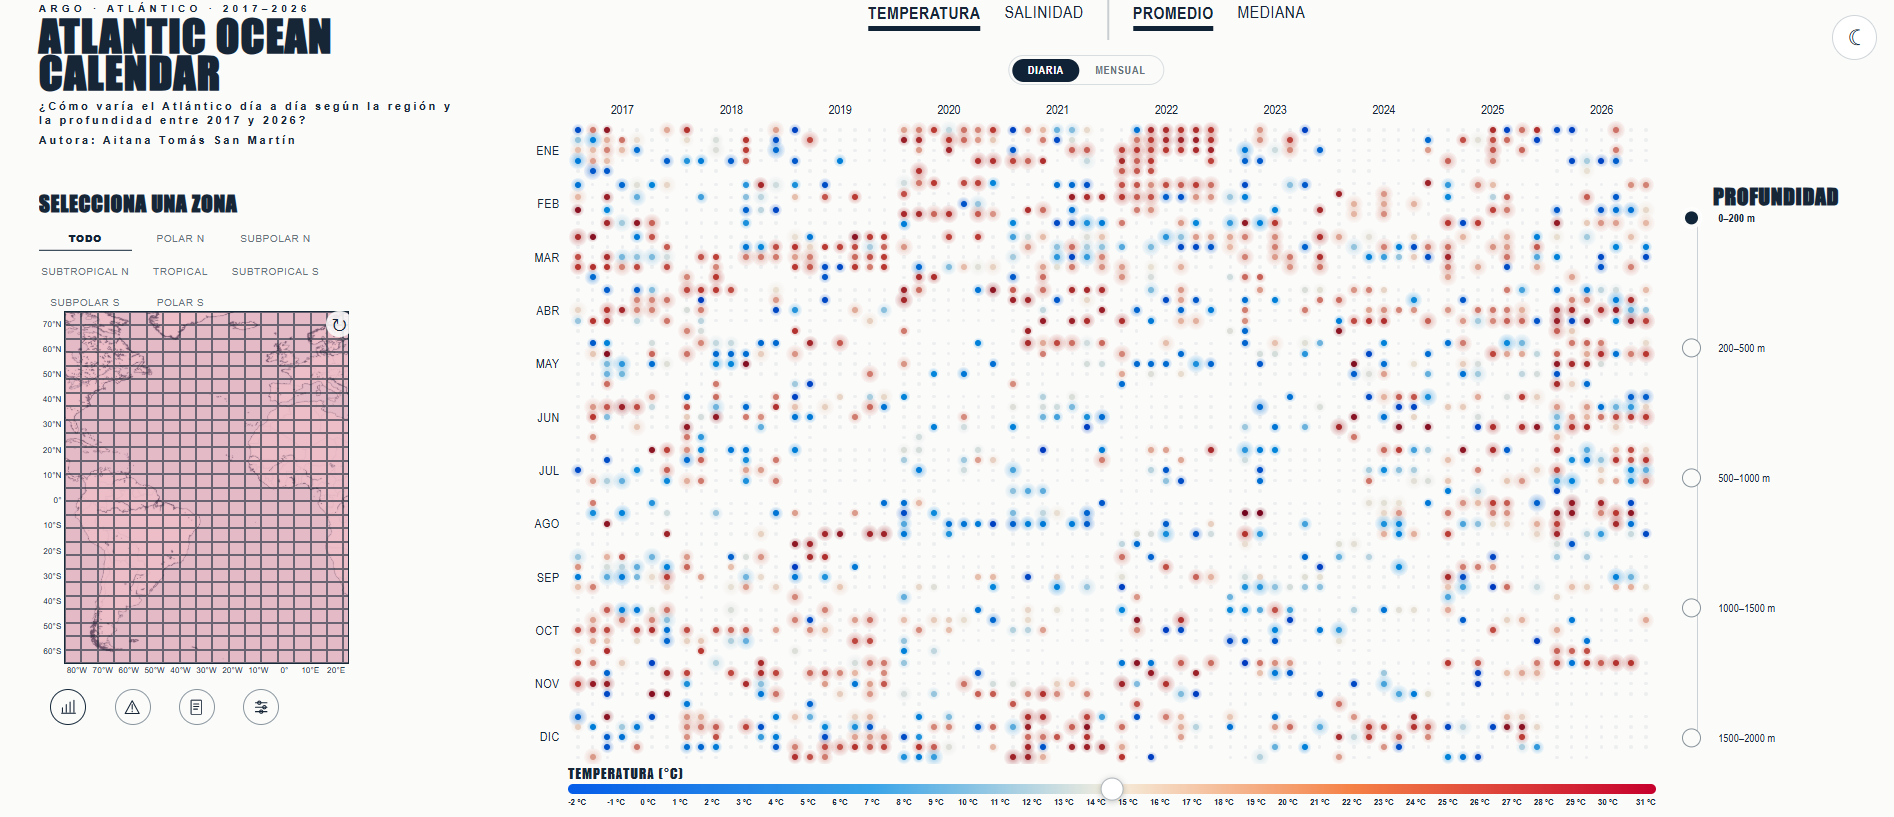 ARGO · ATLÁNTICO · 2017–2026
ATLANTIC OCEAN
CALENDAR
¿Cómo varía el Atlántico día a día según la región y
la profundidad entre 2017 y 2026?
Autora: Aitana Tomás San Martín
TEMPERATURA SALINIDAD PROMEDIO MEDIANA
DIARIA MENSUAL
SELECCIONA UNA ZONA
TODO POLAR N SUBPOLAR N
SUBTROPICAL N TROPICAL SUBTROPICAL S
SUBPOLAR S POLAR S
70°N
60°N
50°N
40°N
30°N
20°N
10°N
0°
10°S
20°S
30°S
40°S
50°S
60°S
80°W 70°W 60°W 50°W 40°W 30°W 20°W 10°W 0° 10°E 20°E
2017 2018 2019 2020 2021 2022 2023 2024 2025 2026
ENE
FEB
MAR
ABR
MAY
JUN
JUL
AGO
SEP
OCT
NOV
DIC
TEMPERATURA (°C)
-2 °C -1 °C 0 °C 1 °C 2 °C 3 °C 4 °C 5 °C 6 °C 7 °C 8 °C 9 °C 10 °C 11 °C 12 °C 13 °C 14 °C 15 °C 16 °C 17 °C 18 °C 19 °C 20 °C 21 °C 22 °C 23 °C 24 °C 25 °C 26 °C 27 °C 28 °C 29 °C 30 °C 31 °C
PROFUNDIDAD
0–200 m
200–500 m
500–1000 m
1000–1500 m
1500–2000 m